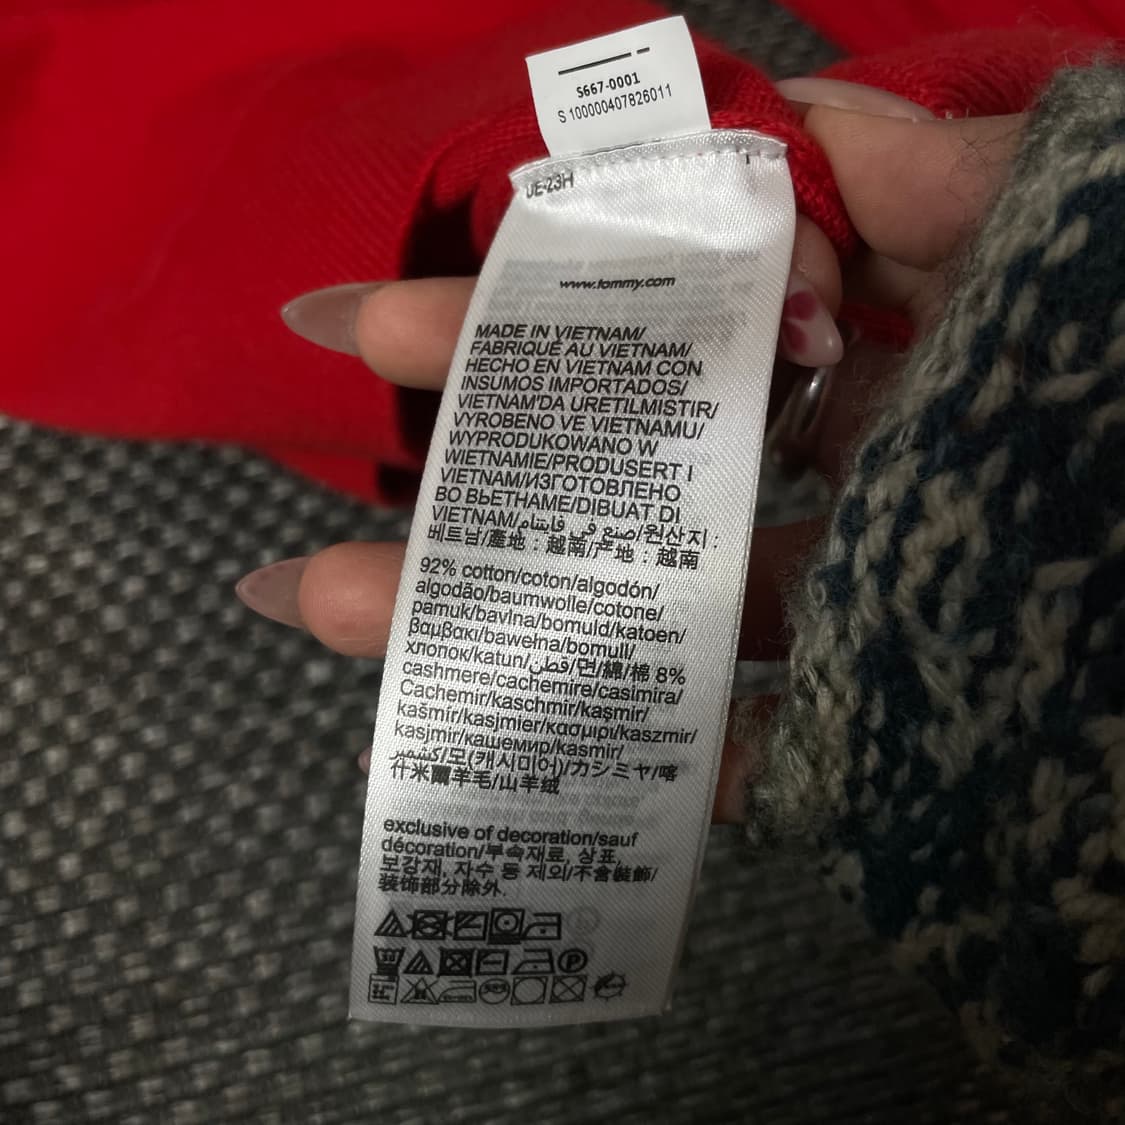 S667-0001
S 100000407826011
UE-23H
www.tommy.com
MADE IN VIETNAM/
FABRIQUÉ AU VIETNAM/
HECHO EN VIETNAM CON
INSUMOS IMPORTADOS/
VIETNAM'DA URETILMISTIR/
VYROBENO VE VIETNAMU/
WYPRODUKOWANO W
WIETNAMIE/PRODUSERT I
VIETNAM/ИЗГОТОВЛЕНО
ВО ВЬЕТНАМЕ/DIBUAT DI
VIETNAM/صنع في فايتنام/원산지 :
베트남/產地 : 越南/产地 : 越南
92% cotton/coton/algodón/
algodão/baumwolle/cotone/
pamuk/bavlna/bomuld/katoen/
βαμβακι/bawełna/bomull/
хлопок/katun/قطن/면/綿/棉 8%
cashmere/cachemire/casimira/
Cachemir/kaschmir/kaşmir/
kašmír/kasjmier/κασμιρι/kaszmir/
kasjmir/кашемир/kasmir/
كشمير/모(캐시미어)/カシミヤ/喀
什米爾羊毛/山羊绒
exclusive of decoration/sauf
décoration/부속재료, 상표,
보강재, 자수 등 제외/不含裝飾/
装饰部分除外.